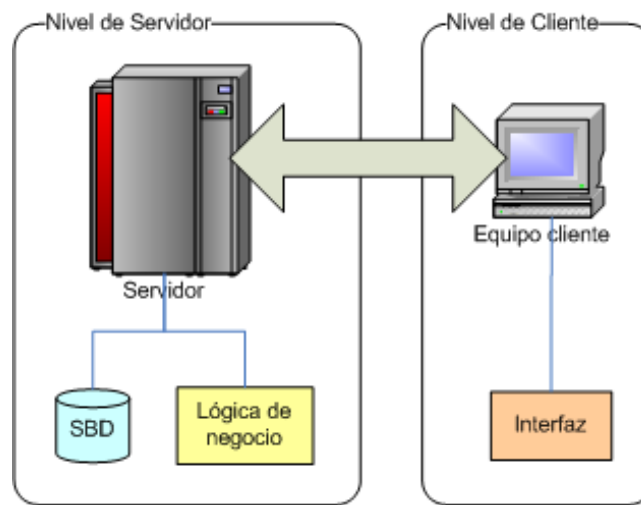 Nivel de Servidor
Nivel de Cliente
Servidor
Equipo cliente
SBD
Lógica de
negocio
Interfaz